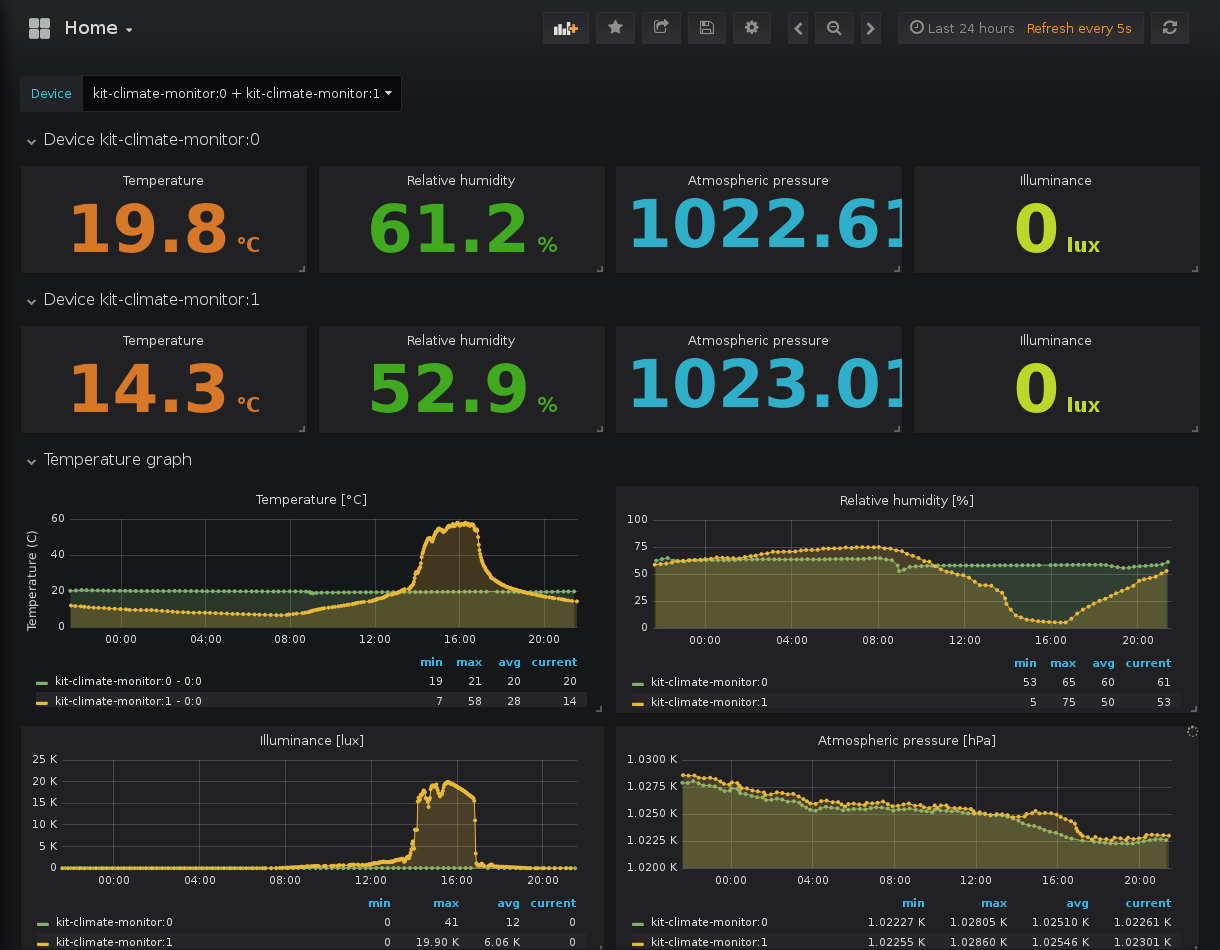 Home
Last 24 hours Refresh every 5s
Device kit-climate-monitor:0 + kit-climate-monitor:1
Device kit-climate-monitor:0
Temperature Relative humidity Atmospheric pressure Illuminance
19.8 °C 61.2 % 1022.61 0 lux
Device kit-climate-monitor:1
Temperature Relative humidity Atmospheric pressure Illuminance
14.3 °C 52.9 % 1023.01 0 lux
Temperature graph
Temperature [°C]
Temperature (C)
60
40
20
0
00:00 04:00 08:00 12:00 16:00 20:00
min max avg current
kit-climate-monitor:0 - 0:0 19 21 20 20
kit-climate-monitor:1 - 0:0 7 58 28 14
Relative humidity [%]
100
75
50
25
0
00:00 04:00 08:00 12:00 16:00 20:00
min max avg current
kit-climate-monitor:0 53 65 60 61
kit-climate-monitor:1 5 75 50 53
Illuminance [lux]
25 K
20 K
15 K
10 K
5 K
0
00:00 04:00 08:00 12:00 16:00 20:00
min max avg current
kit-climate-monitor:0 0 41 12 0
kit-climate-monitor:1 0 19.90 K 6.06 K 0
Atmospheric pressure [hPa]
1.0300 K
1.0275 K
1.0250 K
1.0225 K
1.0200 K
00:00 04:00 08:00 12:00 16:00 20:00
min max avg current
kit-climate-monitor:0 1.02227 K 1.02805 K 1.02510 K 1.02261 K
kit-climate-monitor:1 1.02255 K 1.02860 K 1.02546 K 1.02301 K